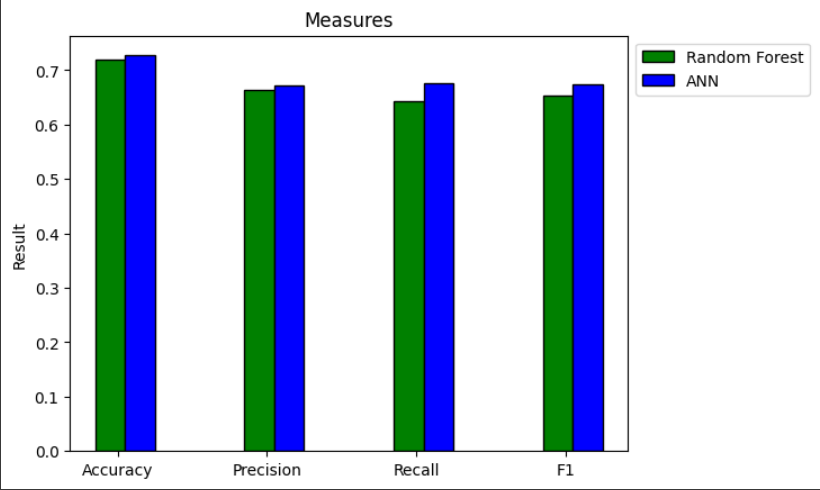 Measures
Random Forest
ANN
Result
0.7
0.6
0.5
0.4
0.3
0.2
0.1
0.0
Accuracy
Precision
Recall
F1